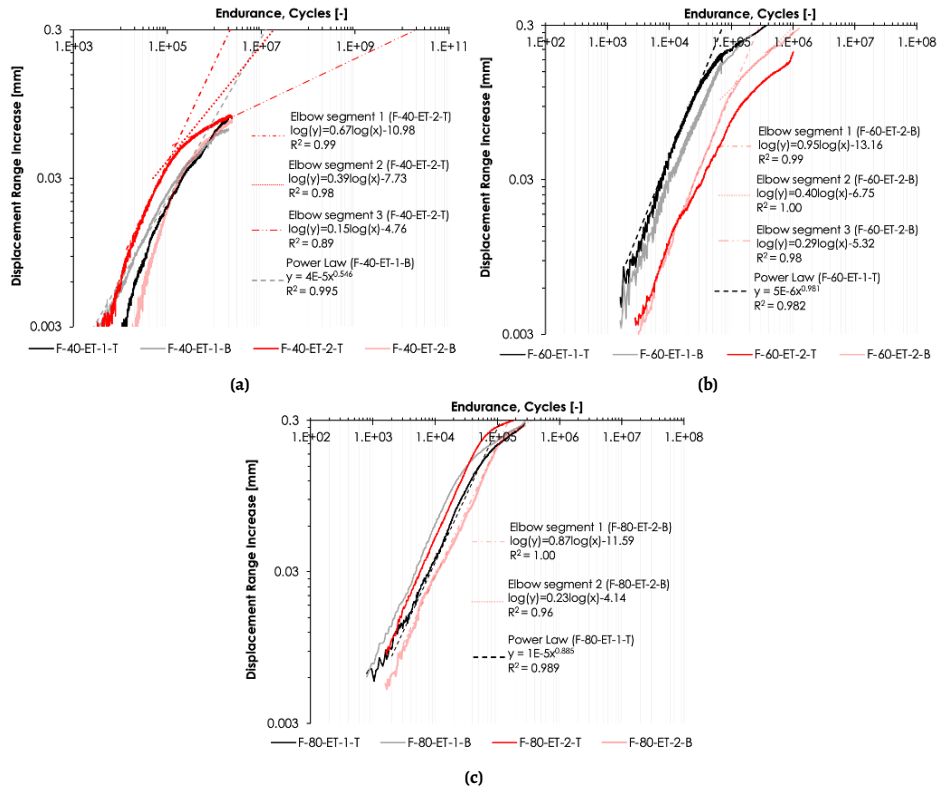 Endurance, Cycles [-]
0.3
1.E+03 1.E+05 1.E+07 1.E+09 1.E+11
Displacement Range Increase [mm]
0.03
0.003
Elbow segment 1 (F-40-ET-2-T)
log(y)=0.67log(x)-10.98
R² = 0.99
Elbow segment 2 (F-40-ET-2-T)
log(y)=0.39log(x)-7.73
R² = 0.98
Elbow segment 3 (F-40-ET-2-T)
log(y)=0.15log(x)-4.76
R² = 0.89
Power Law (F-40-ET-1-B)
y = 4E-5x^0.546
R² = 0.995
F-40-ET-1-T F-40-ET-1-B F-40-ET-2-T F-40-ET-2-B
(a)
Endurance, Cycles [-]
0.3
1.E+02 1.E+03 1.E+04 1.E+05 1.E+06 1.E+07 1.E+08
Displacement Range Increase [mm]
0.03
0.003
Elbow segment 1 (F-60-ET-2-B)
log(y)=0.95log(x)-13.16
R² = 0.99
Elbow segment 2 (F-60-ET-2-B)
log(y)=0.40log(x)-6.75
R² = 1.00
Elbow segment 3 (F-60-ET-2-B)
log(y)=0.29log(x)-5.32
R² = 0.98
Power Law (F-60-ET-1-T)
y = 5E-6x^0.981
R² = 0.982
F-60-ET-1-T F-60-ET-1-B F-60-ET-2-T F-60-ET-2-B
(b)
Endurance, Cycles [-]
0.3
1.E+02 1.E+03 1.E+04 1.E+05 1.E+06 1.E+07 1.E+08
Displacement Range Increase [mm]
0.03
0.003
Elbow segment 1 (F-80-ET-2-B)
log(y)=0.87log(x)-11.59
R² = 1.00
Elbow segment 2 (F-80-ET-2-B)
log(y)=0.23log(x)-4.14
R² = 0.96
Power Law (F-80-ET-1-T)
y = 1E-5x^0.885
R² = 0.989
F-80-ET-1-T F-80-ET-1-B F-80-ET-2-T F-80-ET-2-B
(c)